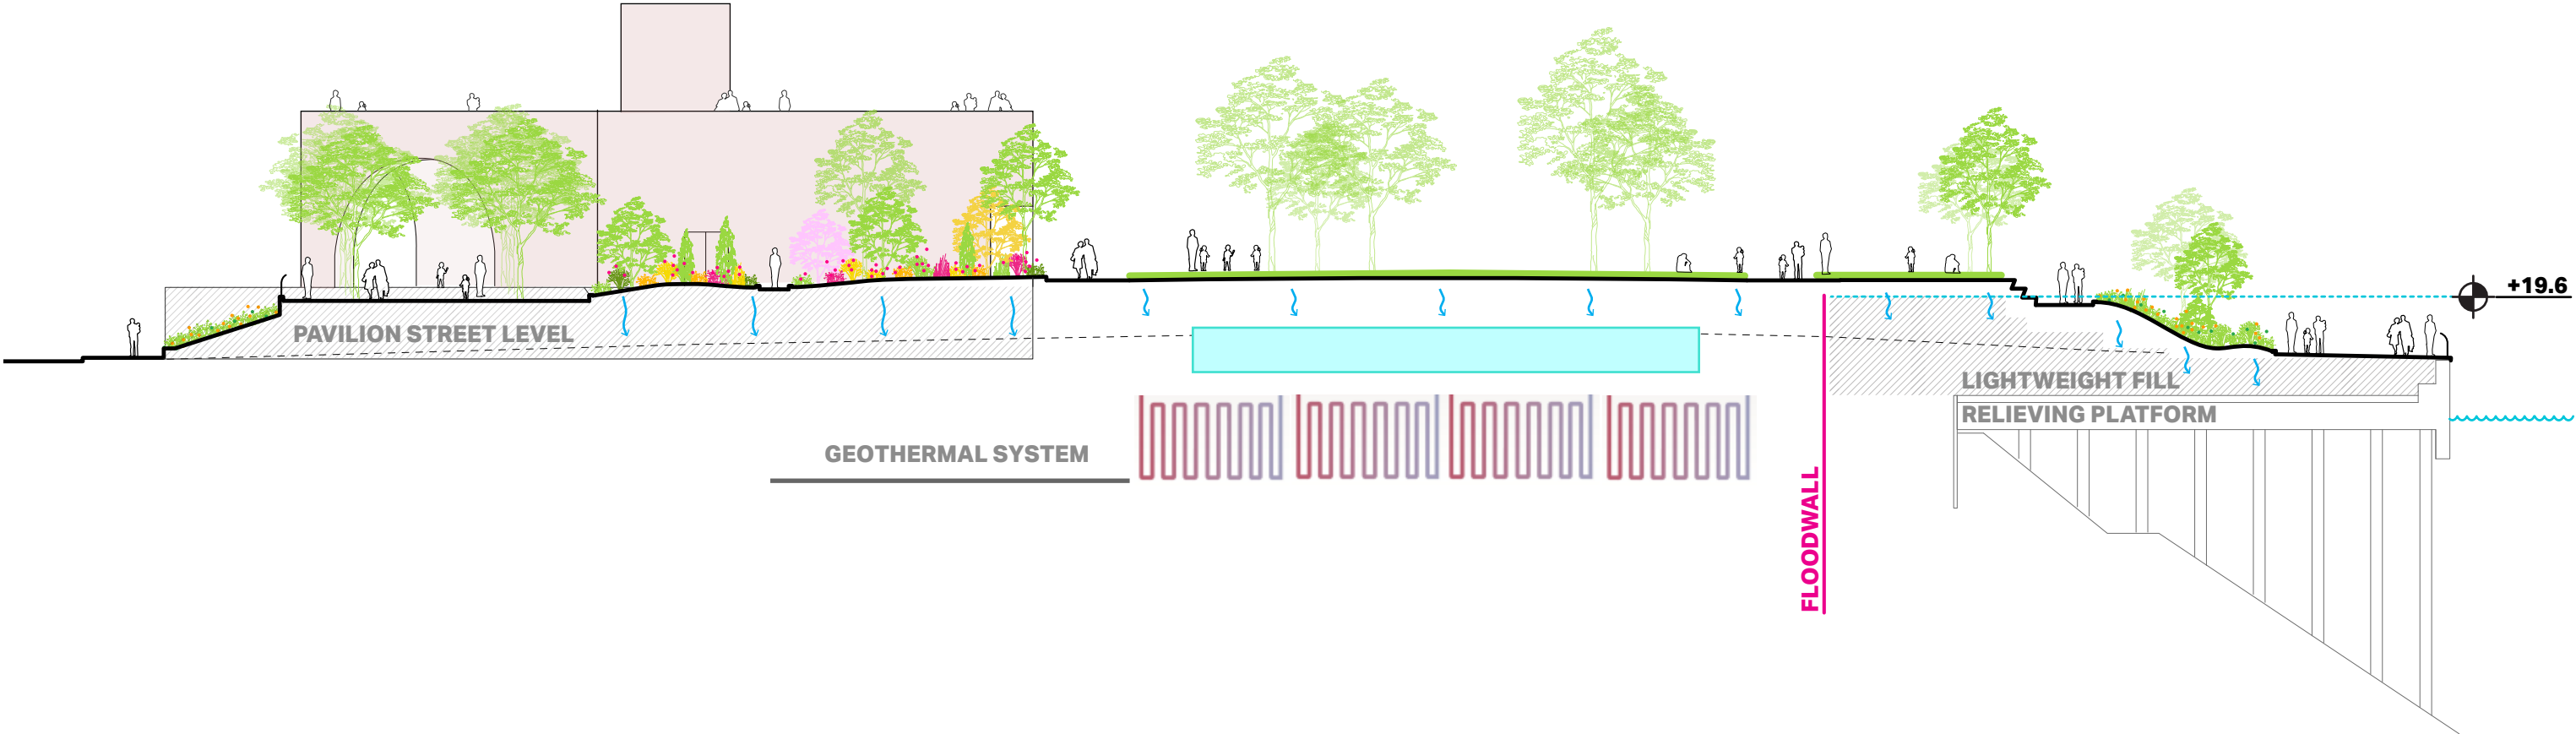 +19.6
PAVILION STREET LEVEL
LIGHTWEIGHT FILL
RELIEVING PLATFORM
GEOTHERMAL SYSTEM
FLOODWALL